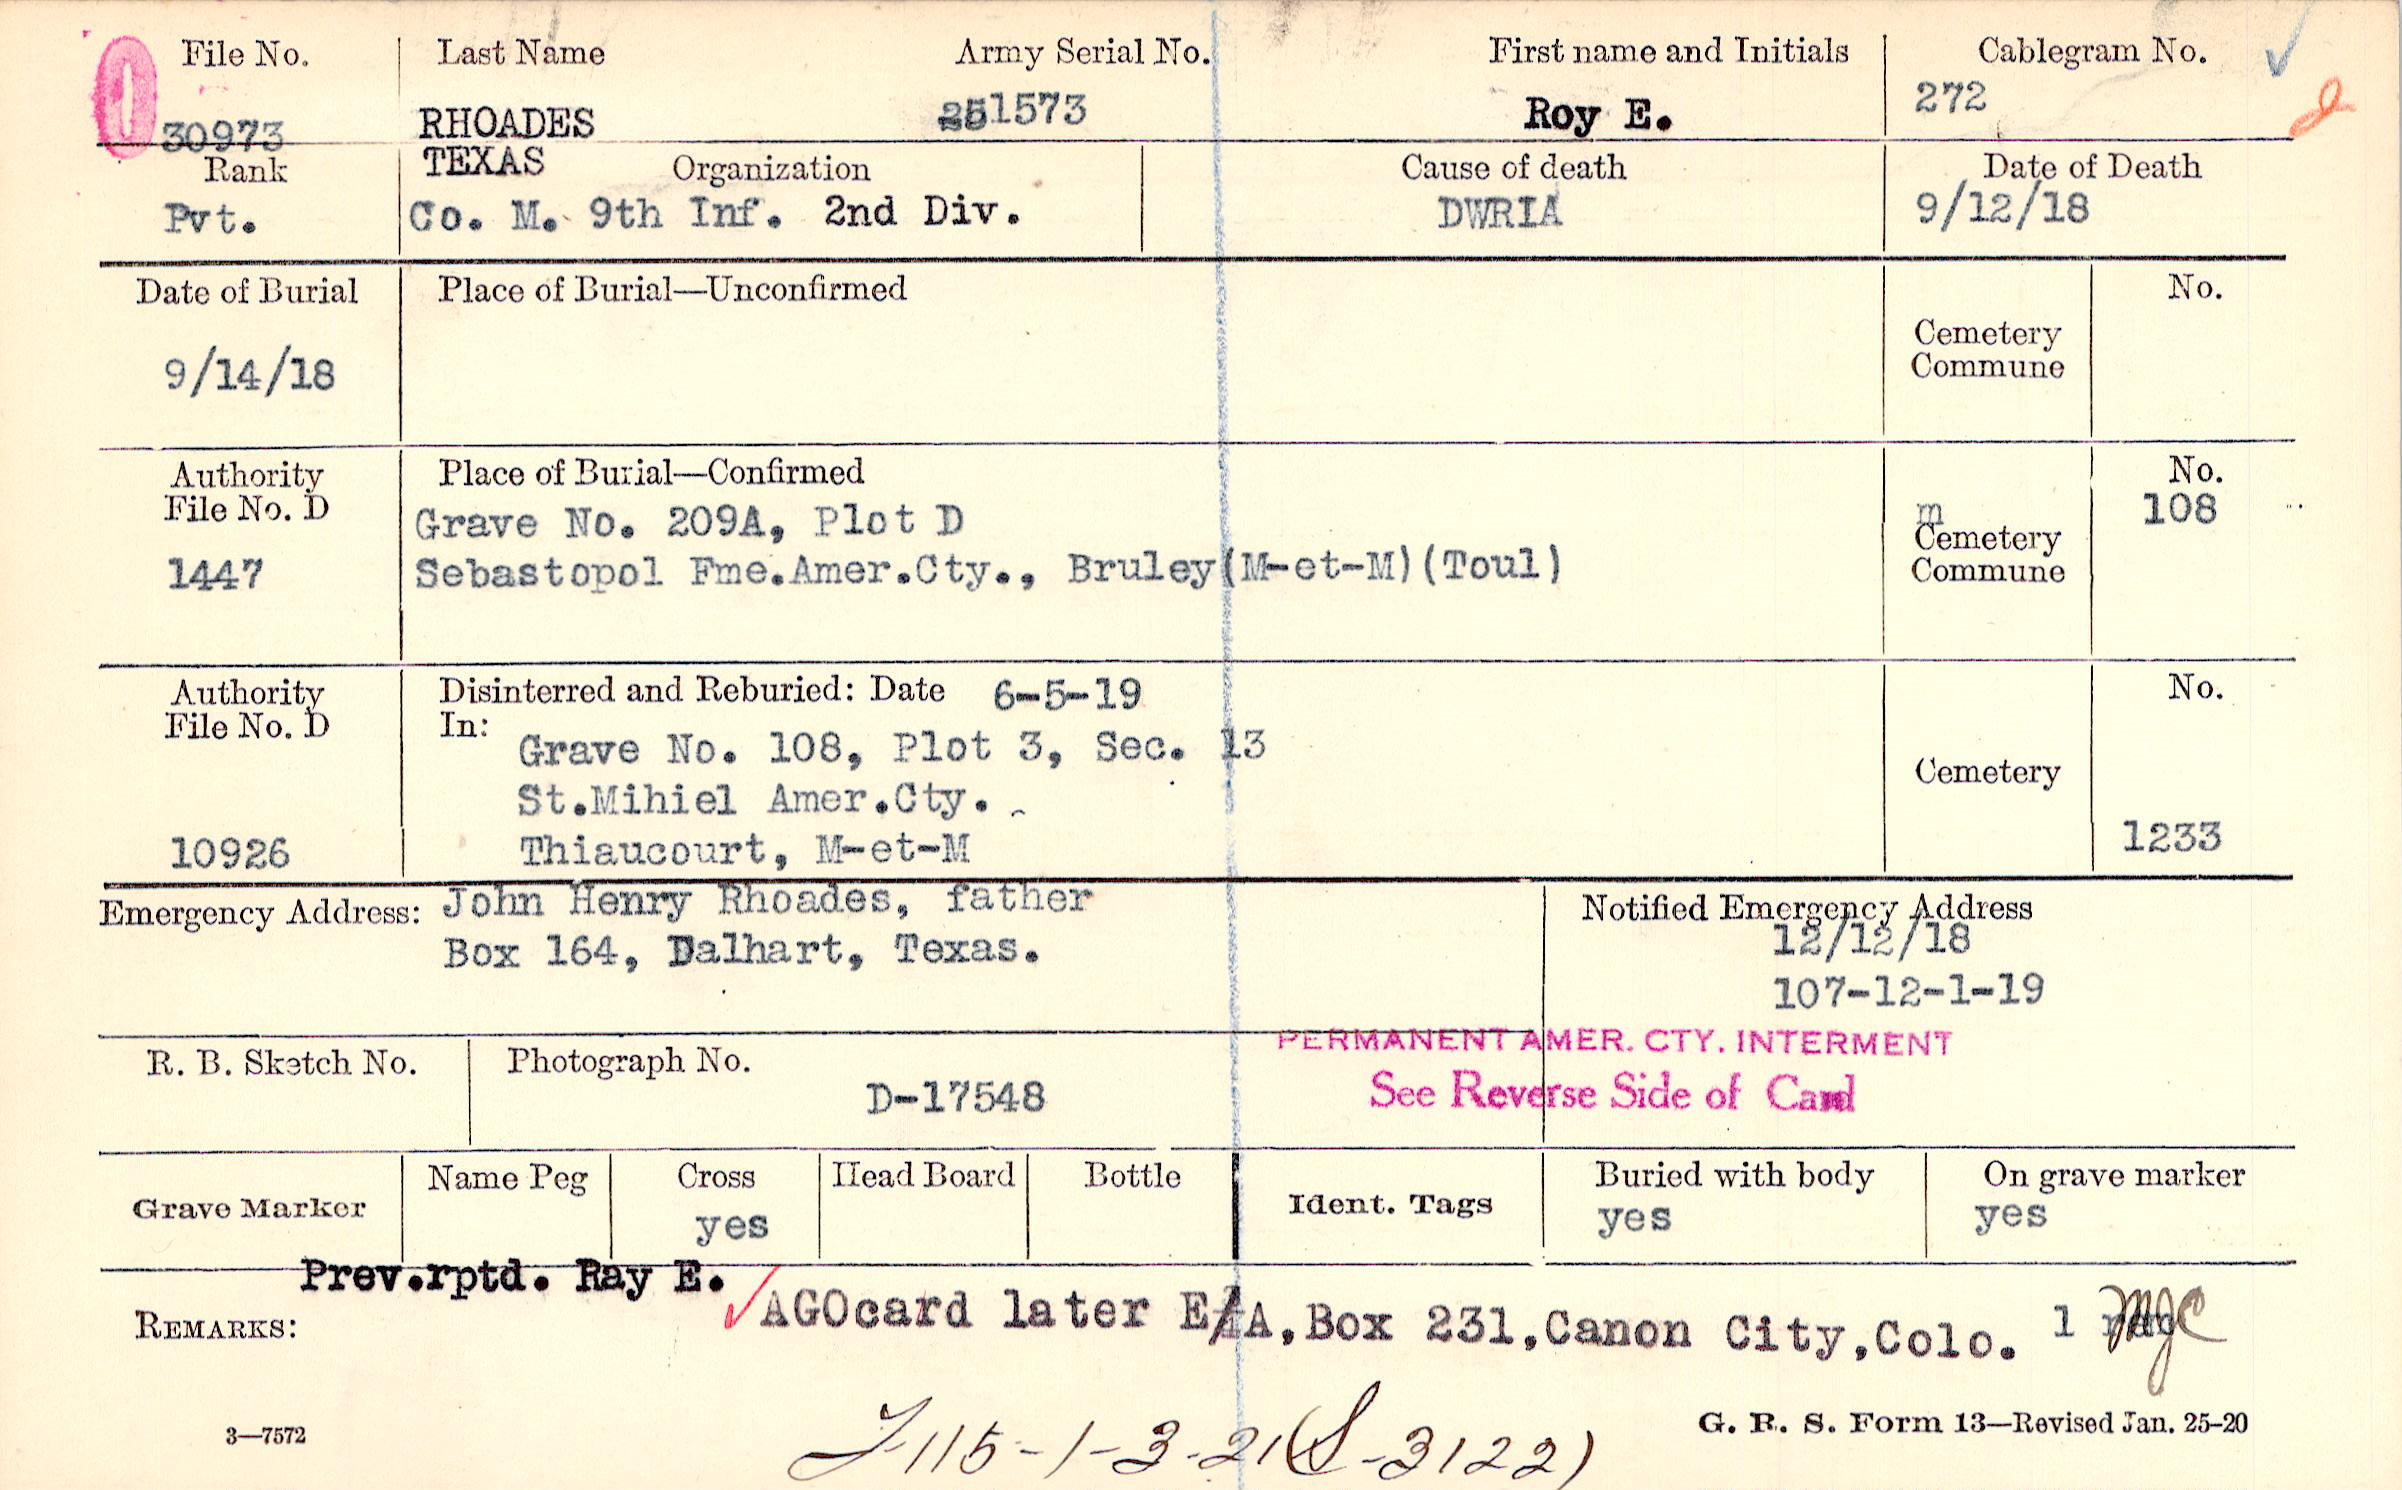 File No. Last Name Army Serial No. First name and Initials Cablegram No.
30973 RHOADES 251573 Roy E. 272
Rank TEXAS Organization Cause of death Date of Death
Pvt. Co. M. 9th Inf. 2nd Div. DWRIA 9/12/18
Date of Burial Place of Burial—Unconfirmed No.
9/14/18 Cemetery
Commune
Authority Place of Burial—Confirmed No.
File No. D Grave No. 209A, Plot D m 108
Cemetery
1447 Sebastopol Fme.Amer.Cty., Bruley(M-et-M)(Toul) Commune
Authority Disinterred and Reburied: Date 6-5-19 No.
File No. D In:
Grave No. 108, Plot 3, Sec. 13
St.Mihiel Amer.Cty. Cemetery
10926 Thiaucourt, M-et-M 1233
Emergency Address: John Henry Rhoades, father Notified Emergency Address
Box 164, Dalhart, Texas. 12/12/18
107-12-1-19
PERMANENT AMER. CTY. INTERMENT
R. B. Sketch No. Photograph No. D-17548 See Reverse Side of Card
Grave Marker Name Peg Cross Head Board Bottle Ident. Tags Buried with body On grave marker
yes yes yes
Prev.rptd. Ray E.
REMARKS: AGOcard later E/A,Box 231,Canon City,Colo. 1 MJC
3—7572 J-115-1-3-21(S-3122) G. R. S. Form 13—Revised Jan. 25-20